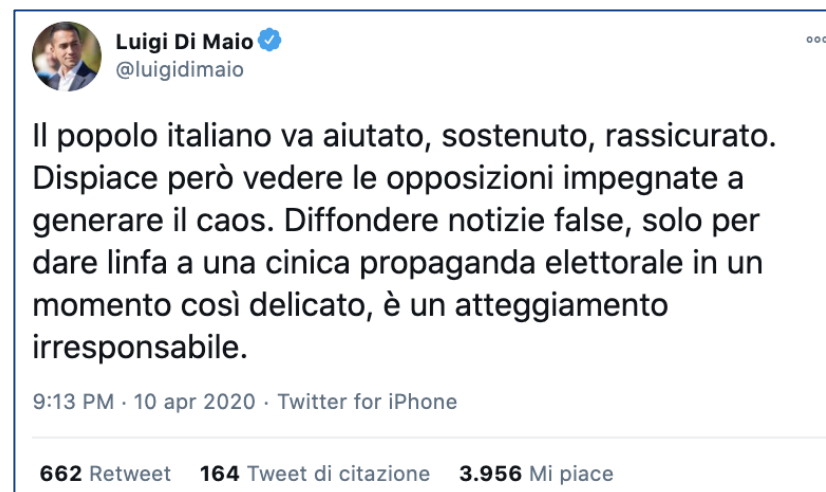 Luigi Di Maio
@luigidimaio
Il popolo italiano va aiutato, sostenuto, rassicurato.
Dispiace però vedere le opposizioni impegnate a
generare il caos. Diffondere notizie false, solo per
dare linfa a una cinica propaganda elettorale in un
momento così delicato, è un atteggiamento
irresponsabile.
9:13 PM · 10 apr 2020 · Twitter for iPhone
662 Retweet 164 Tweet di citazione 3.956 Mi piace